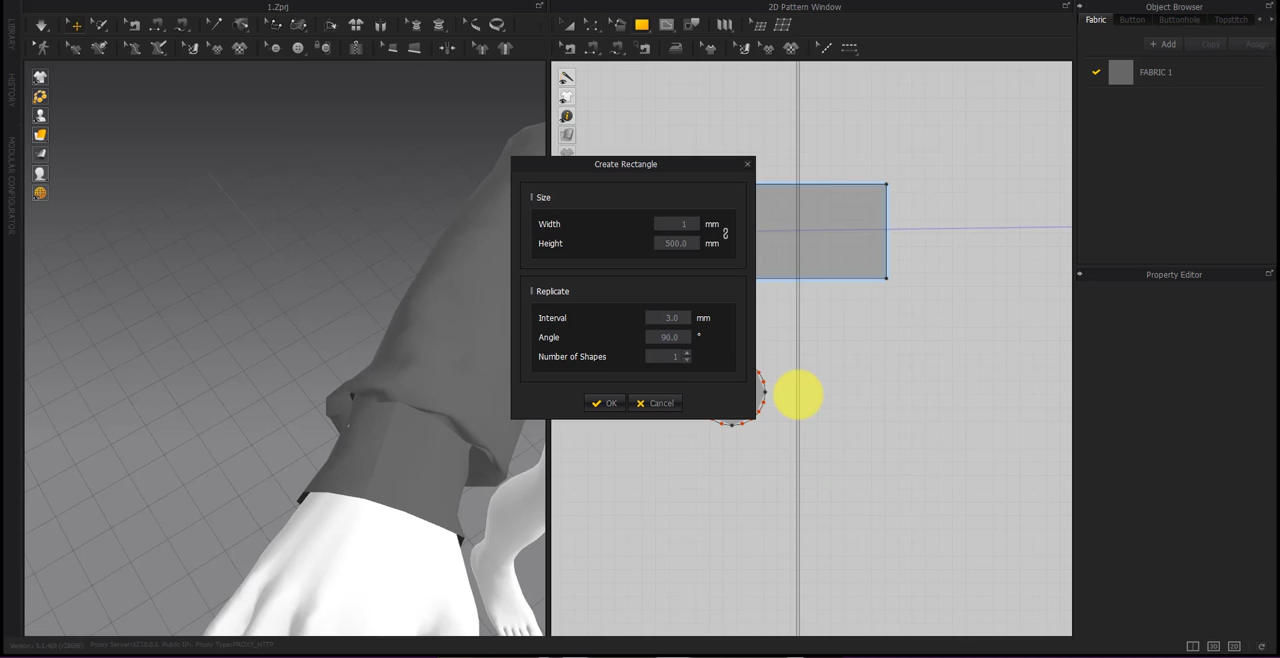 1.Zprj
2D Pattern Window
Object Browser
Fabric
Button
Buttonhole
Topstitch
+ Add
Copy
Assign
FABRIC 1
LIBRARY
HISTORY
MODULAR CONFIGURATOR
Create Rectangle
Size
Width 1 mm
Height 500.0 mm
Replicate
Interval 3.0 mm
Angle 90.0 °
Number of Shapes 1
OK
Cancel
Property Editor
3D
2D